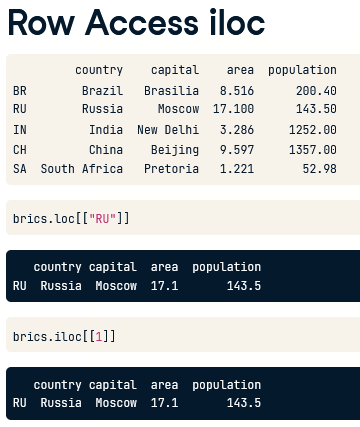 Row Access iloc
country capital area population
BR Brazil Brasilia 8.516 200.40
RU Russia Moscow 17.100 143.50
IN India New Delhi 3.286 1252.00
CH China Beijing 9.597 1357.00
SA South Africa Pretoria 1.221 52.98
brics.loc[["RU"]]
country capital area population
RU Russia Moscow 17.1 143.5
brics.iloc[[1]]
country capital area population
RU Russia Moscow 17.1 143.5